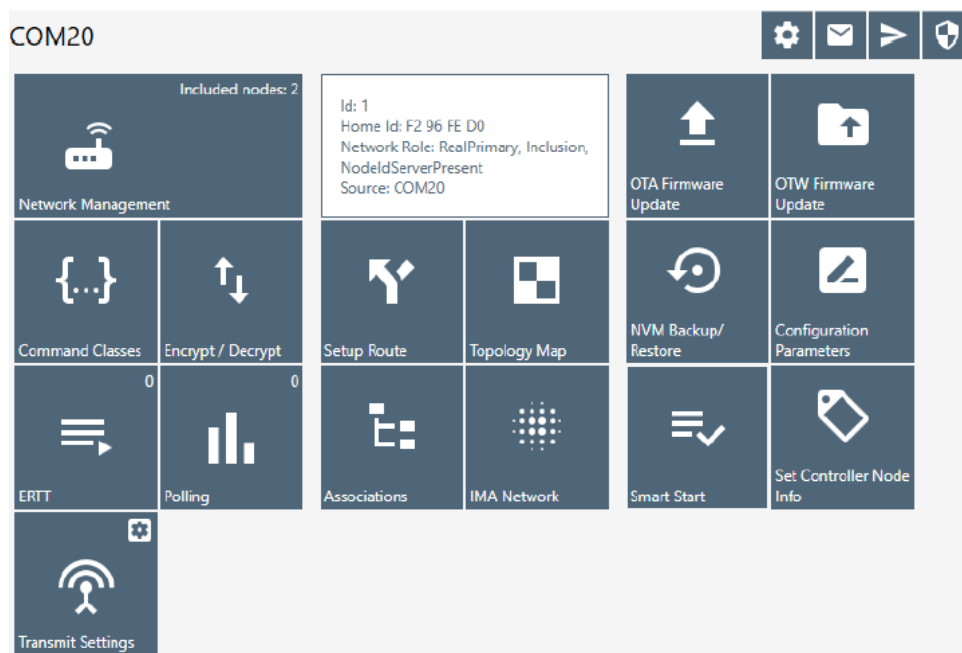 COM20
Included nodes: 2
Network Management
Id: 1
Home Id: F2 96 FE D0
Network Role: RealPrimary, Inclusion,
NodeIdServerPresent
Source: COM20
OTA Firmware
Update
OTW Firmware
Update
{...}
Command Classes
Encrypt / Decrypt
Setup Route
Topology Map
NVM Backup/
Restore
Configuration
Parameters
0
ERTT
0
Polling
Associations
IMA Network
Smart Start
Set Controller Node
Info
Transmit Settings